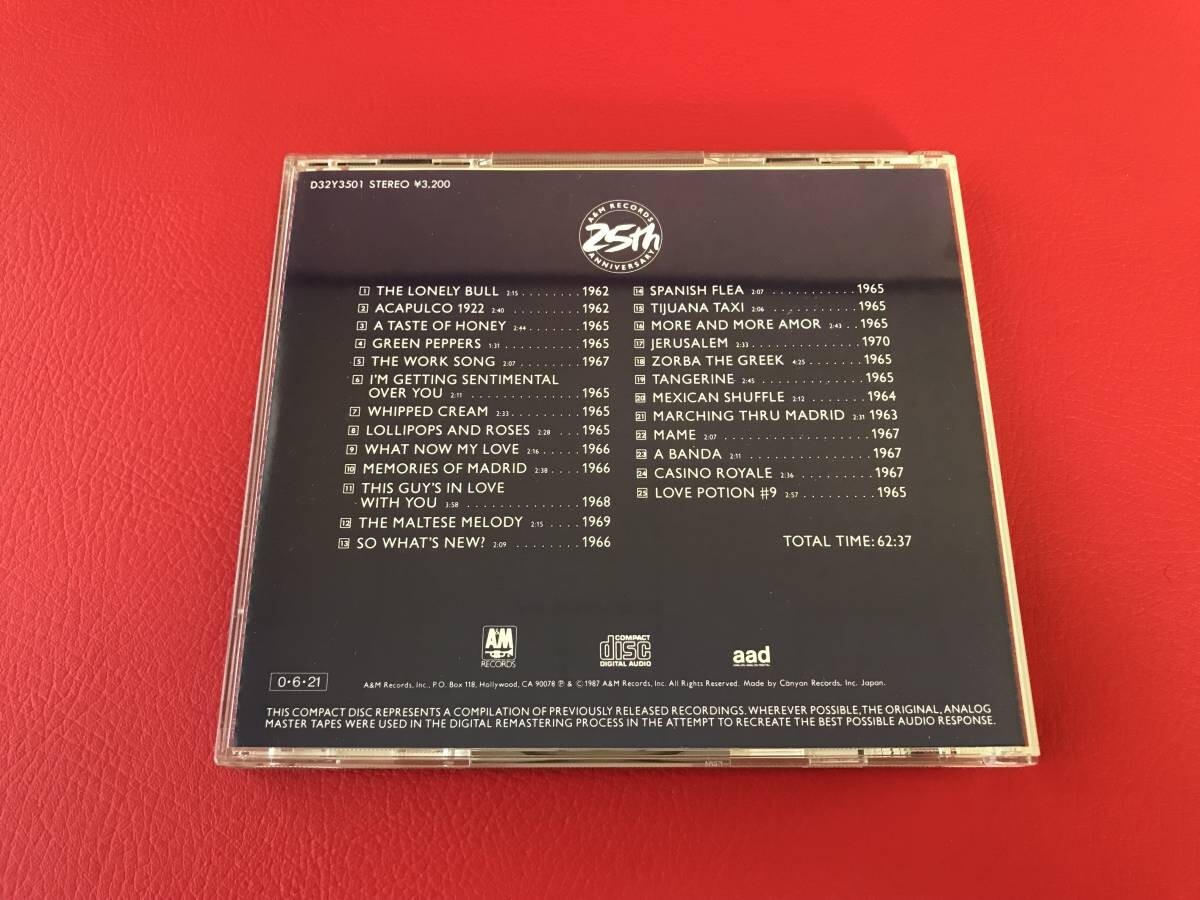 D32Y3501 STEREO ¥3,200
A&M RECORDS
25th
ANNIVERSARY
1 THE LONELY BULL 2:15........1962
2 ACAPULCO 1922 2:40.........1962
3 A TASTE OF HONEY 2:44.......1965
4 GREEN PEPPERS 1:31..........1965
5 THE WORK SONG 2:07........1967
6 I'M GETTING SENTIMENTAL
OVER YOU 2:11..............1965
7 WHIPPED CREAM 2:33.........1965
8 LOLLIPOPS AND ROSES 2:28 ...1965
9 WHAT NOW MY LOVE 2:16.....1966
10 MEMORIES OF MADRID 2:38....1966
11 THIS GUY'S IN LOVE
WITH YOU 3:58..............1968
12 THE MALTESE MELODY 2:15....1969
13 SO WHAT'S NEW? 2:09........1966
14 SPANISH FLEA 2:07...........1965
15 TIJUANA TAXI 2:06............1965
16 MORE AND MORE AMOR 2:43..1965
17 JERUSALEM 2:33..............1970
18 ZORBA THE GREEK 4:25.......1965
19 TANGERINE 2:45.............1965
20 MEXICAN SHUFFLE 2:12.......1964
21 MARCHING THRU MADRID 2:31 1963
22 MAME 2:07..................1967
23 A BANDA 2:11...............1967
24 CASINO ROYALE 2:36.........1967
25 LOVE POTION #9 2:57.........1965
TOTAL TIME: 62:37
A&M
RECORDS
COMPACT
disc
DIGITAL AUDIO
aad
0·6·21
A&M Records, Inc., P.O. Box 118, Hollywood, CA 90078 ℗ & © 1987 A&M Records, Inc. All Rights Reserved. Made by Canyon Records, Inc. Japan.
THIS COMPACT DISC REPRESENTS A COMPILATION OF PREVIOUSLY RELEASED RECORDINGS. WHEREVER POSSIBLE, THE ORIGINAL, ANALOG
MASTER TAPES WERE USED IN THE DIGITAL REMASTERING PROCESS IN THE ATTEMPT TO RECREATE THE BEST POSSIBLE AUDIO RESPONSE.